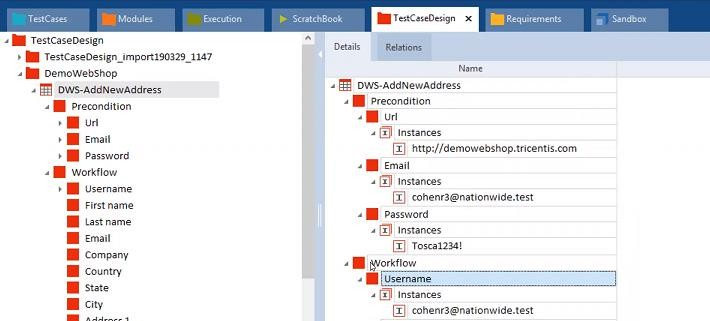 TestCases
Modules
Execution
ScratchBook
TestCaseDesign
Requirements
Sandbox
TestCaseDesign
TestCaseDesign_import190329_1147
DemoWebShop
DWS-AddNewAddress
Precondition
Url
Email
Password
Workflow
Username
First name
Last name
Email
Company
Country
State
City
Address 1
Details
Relations
Name
DWS-AddNewAddress
Precondition
Url
Instances
http://demowebshop.tricentis.com
Email
Instances
cohenr3@nationwide.test
Password
Instances
Tosca1234!
Workflow
Username
Instances
cohenr3@nationwide.test